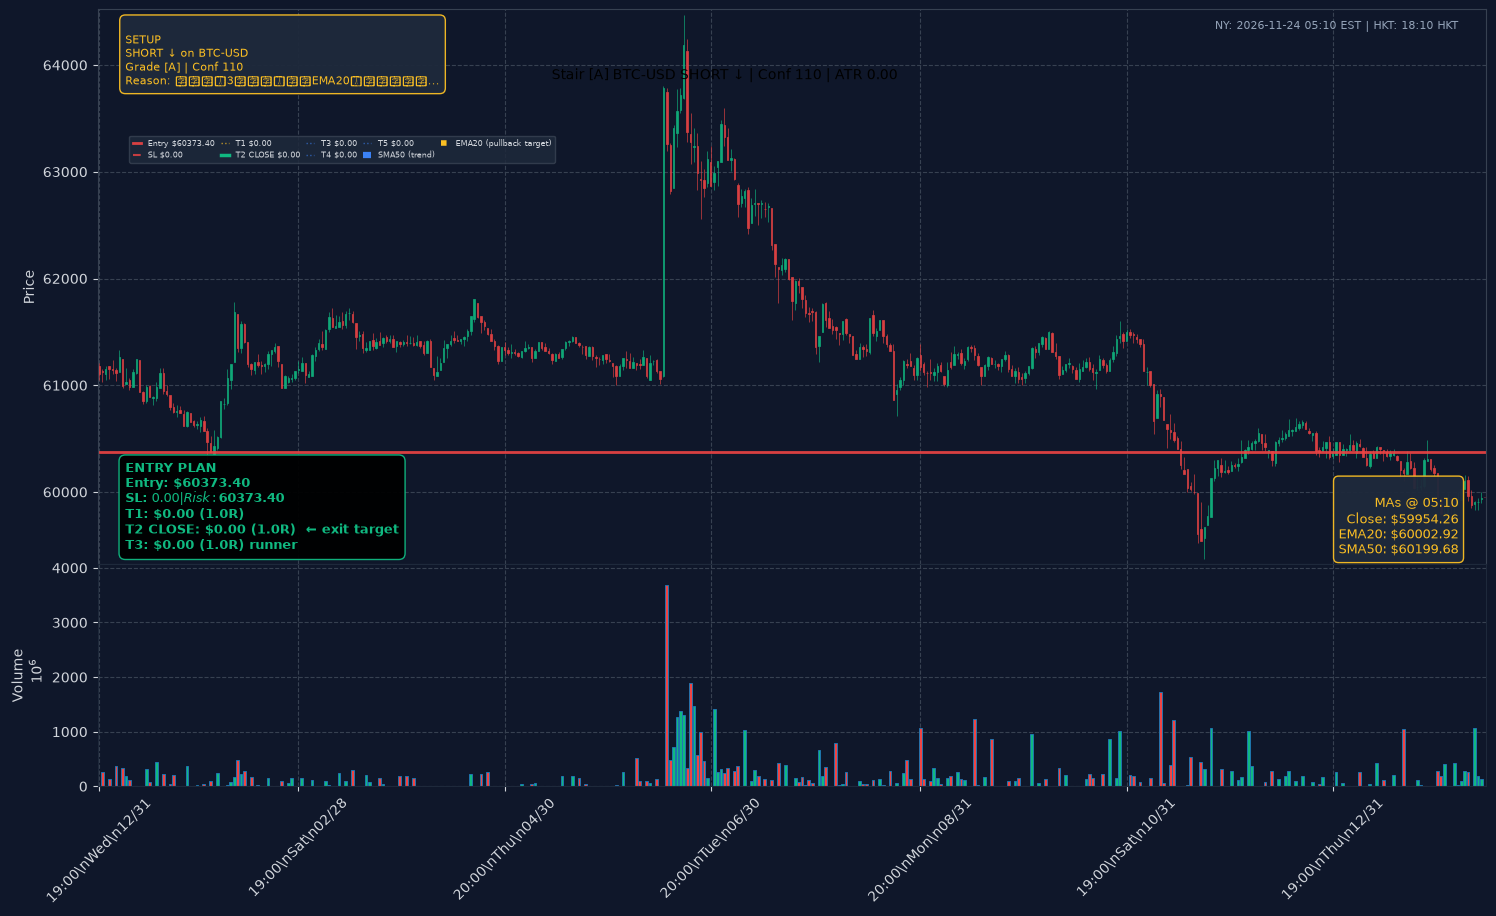 NY: 2026-11-24 05:10 EST | HKT: 18:10 HKT
SETUP
SHORT ↓ on BTC-USD
Grade [A] | Conf 110
Reason: 3 EMA20 ...
Stair [A] BTC-USD SHORT ↓ | Conf 110 | ATR 0.00
Entry $60373.40 T1 $0.00 T3 $0.00 T5 $0.00 EMA20 (pullback target)
SL $0.00 T2 CLOSE $0.00 T4 $0.00 SMA50 (trend)
Price
64000
63000
62000
61000
60000
ENTRY PLAN
Entry: $60373.40
SL: 0.00|Risk:60373.40
T1: $0.00 (1.0R)
T2 CLOSE: $0.00 (1.0R) ← exit target
T3: $0.00 (1.0R) runner
MAs @ 05:10
Close: $59954.26
EMA20: $60002.92
SMA50: $60199.68
Volume
10⁶
4000
3000
2000
1000
0
19:00\nWed\n12/31
19:00\nSat\n02/28
20:00\nThu\n04/30
20:00\nTue\n06/30
20:00\nMon\n08/31
19:00\nSat\n10/31
19:00\nThu\n12/31